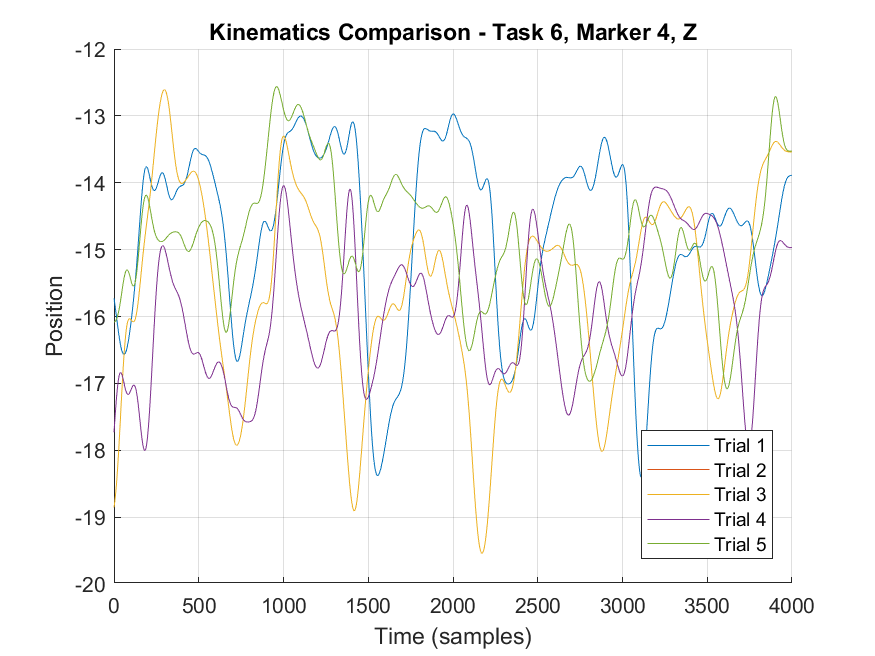 Kinematics Comparison - Task 6, Marker 4, Z
-12
-13
-14
-15
-16
-17
-18
-19
-20
Position
0 500 1000 1500 2000 2500 3000 3500 4000
Time (samples)
Trial 1
Trial 2
Trial 3
Trial 4
Trial 5